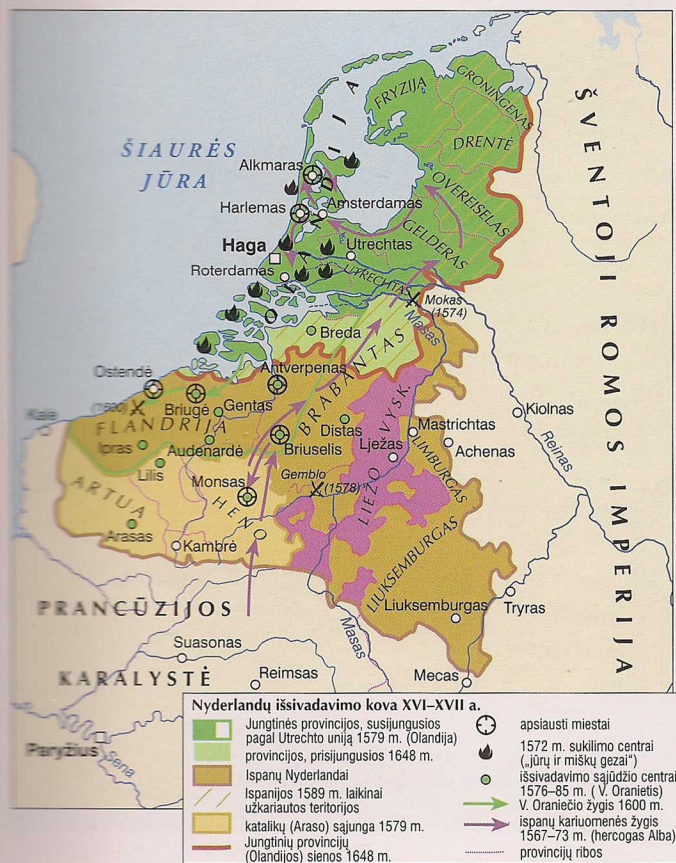 ŠIAURĖS
JŪRA
ŠVENTOJI ROMOS IMPERIJA
OLANDIJA
FRYZIJA
GRONINGENAS
DRENTĖ
OVEREISELAS
GELDERAS
UTRECHTAS
Alkmaras
Harlemas
Amsterdamas
Haga
Utrechtas
Roterdamas
Mokas
(1574)
Masas
Breda
Ostendė
(1600)
Antverpenas
Briugė
Gentas
BRABANTAS
Kalė
FLANDRIJA
Ipras
Audenardė
Briuselis
Distas
Mastrichtas
Kiolnas
Reinas
Lilis
Lježas
Achenas
LIMBURGAS
LIEŽO VYSK.
ARTUA
Monsas
Gemblo
(1578)
HENO
Arasas
Kambrė
LIUKSEMBURGAS
Liuksemburgas
Tryras
PRANCŪZIJOS
KARALYSTĖ
Suasonas
Masas
Reimsas
Mecas
Paryžius
Sena
Nyderlandų išsivadavimo kova XVI–XVII a.
Jungtinės provincijos, susijungusios
pagal Utrechto uniją 1579 m. (Olandija)
provincijos, prisijungusios 1648 m.
Ispanų Nyderlandai
Ispanijos 1589 m. laikinai
užkariautos teritorijos
katalikų (Araso) sąjunga 1579 m.
Jungtinių provincijų
(Olandijos) sienos 1648 m.
apsiausti miestai
1572 m. sukilimo centrai
(„jūrų ir miškų gezai“)
išsivadavimo sąjūdžio centrai
1576–85 m. ( V. Oranietis)
V. Oraniečio žygis 1600 m.
ispanų kariuomenės žygis
1567–73 m. (hercogas Alba)
provincijų ribos